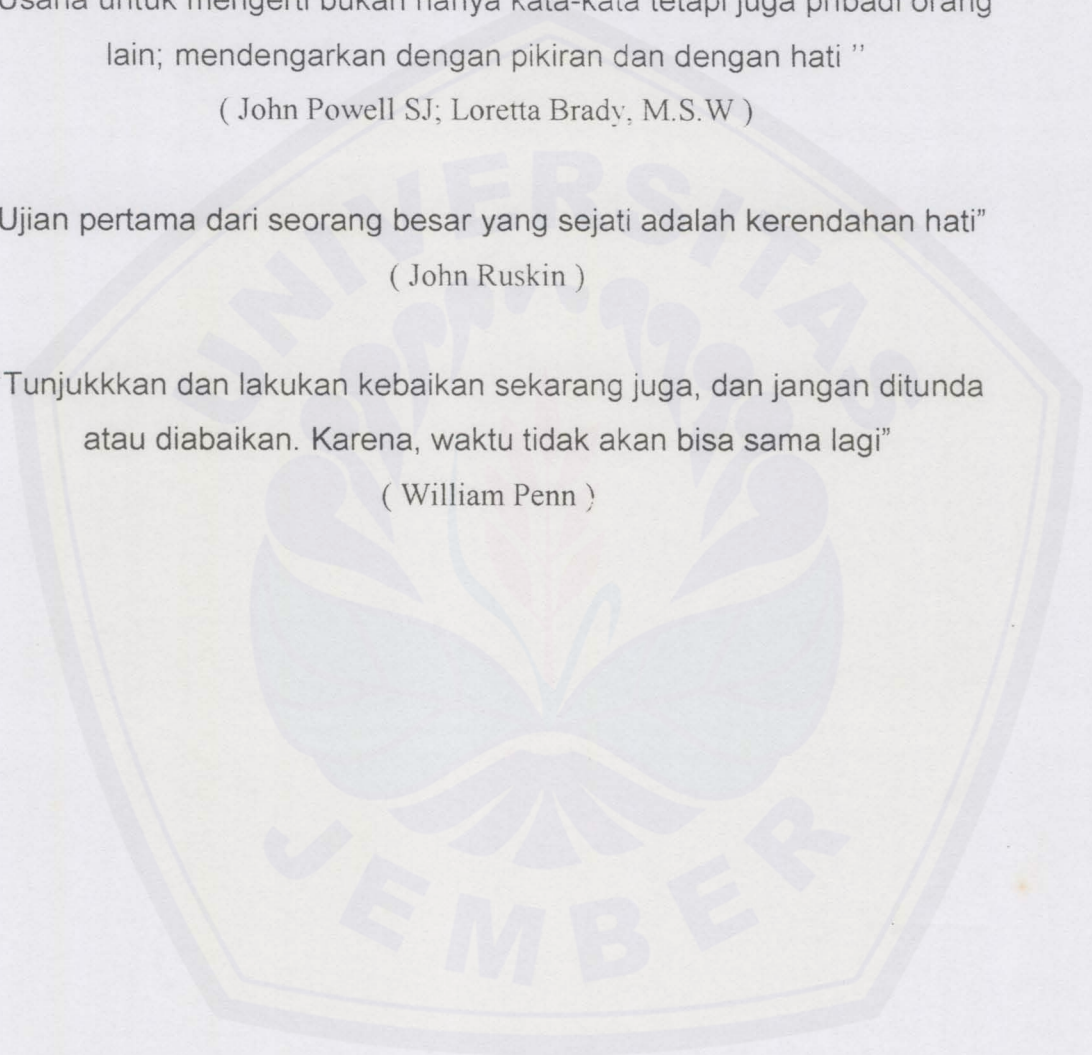 Usaha untuk mengerti bukan hanya kata-kata tetapi juga pribadi orang
lain; mendengarkan dengan pikiran dan dengan hati ''
( John Powell SJ; Loretta Brady, M.S.W )
Ujian pertama dari seorang besar yang sejati adalah kerendahan hati”
( John Ruskin )
“Tunjukkkan dan lakukan kebaikan sekarang juga, dan jangan ditunda
atau diabaikan. Karena, waktu tidak akan bisa sama lagi”
( William Penn )
UNIVERSITAS
JEMBER